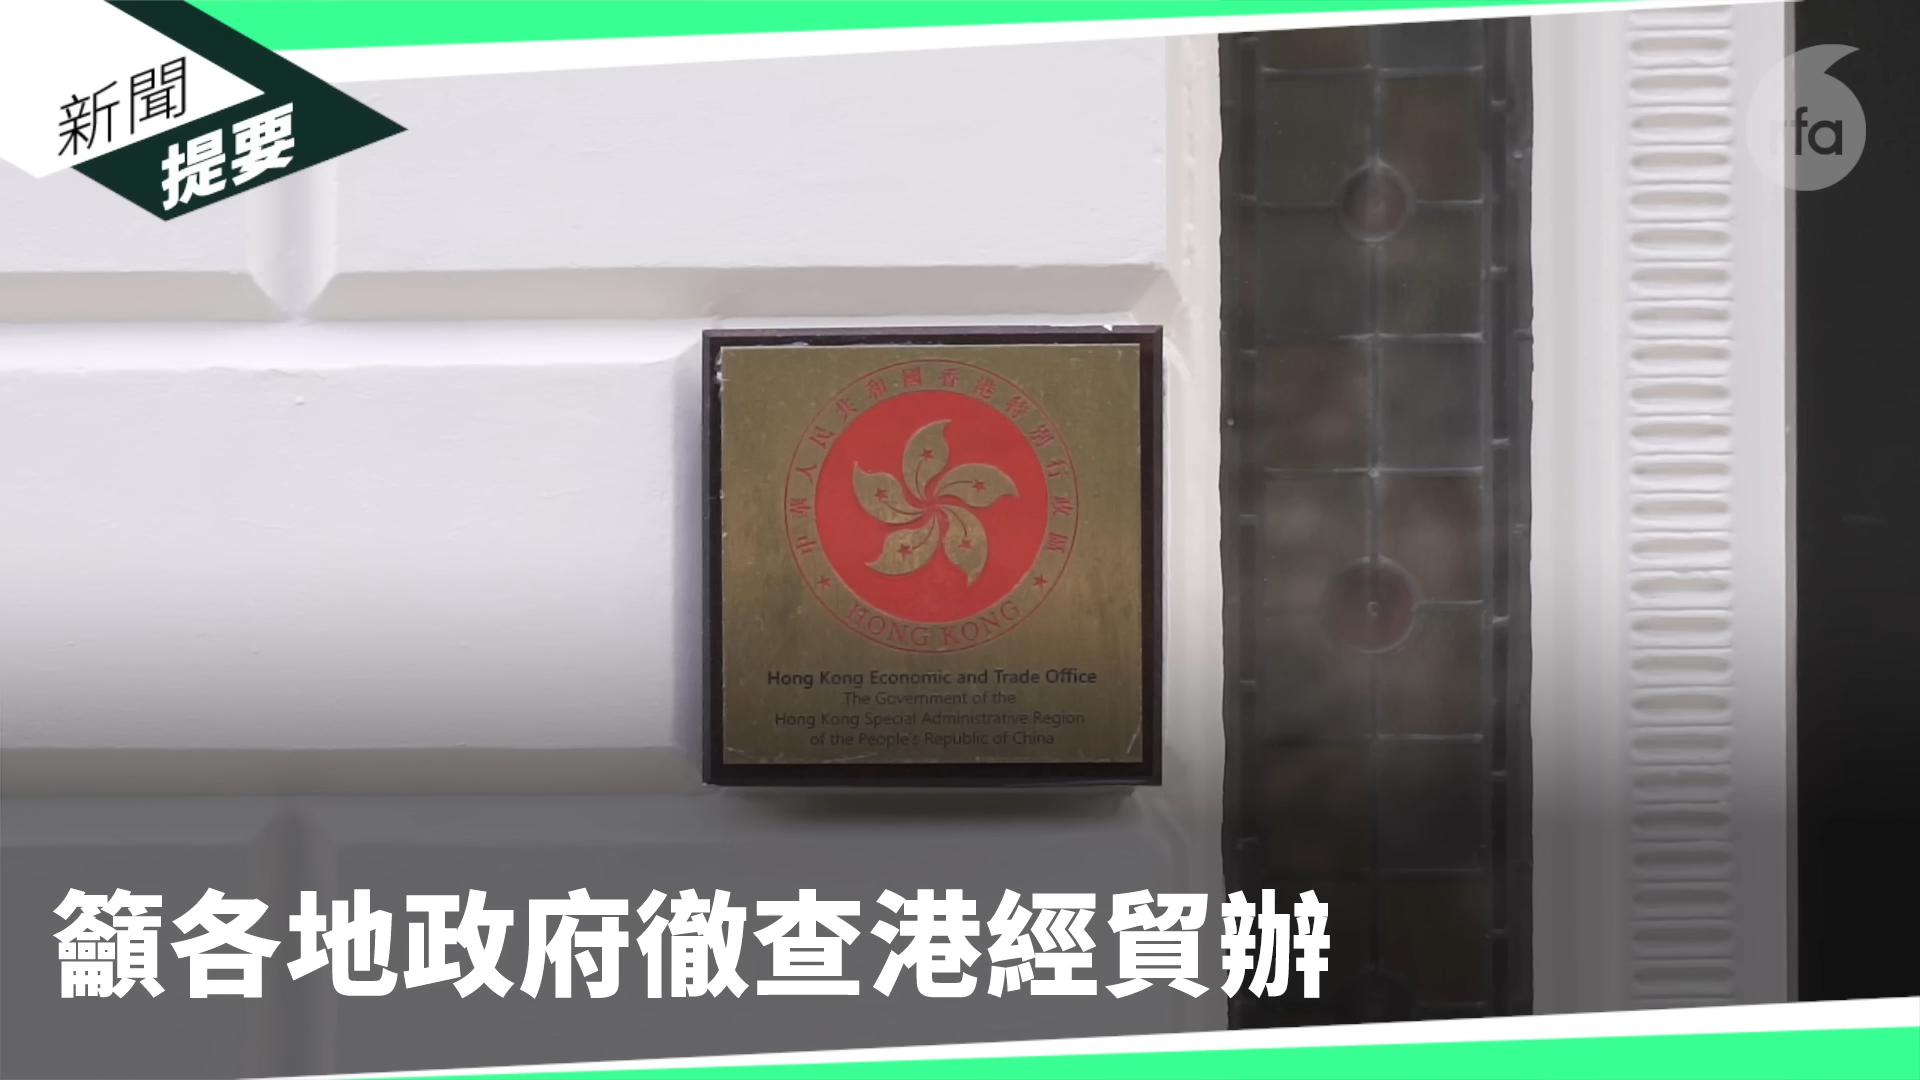 新聞
提要
rfa
中華人民共和國香港特別行政區
HONG KONG
Hong Kong Economic and Trade Office
The Government of the
Hong Kong Special Administrative Region
of the People's Republic of China
籲各地政府徹查港經貿辦